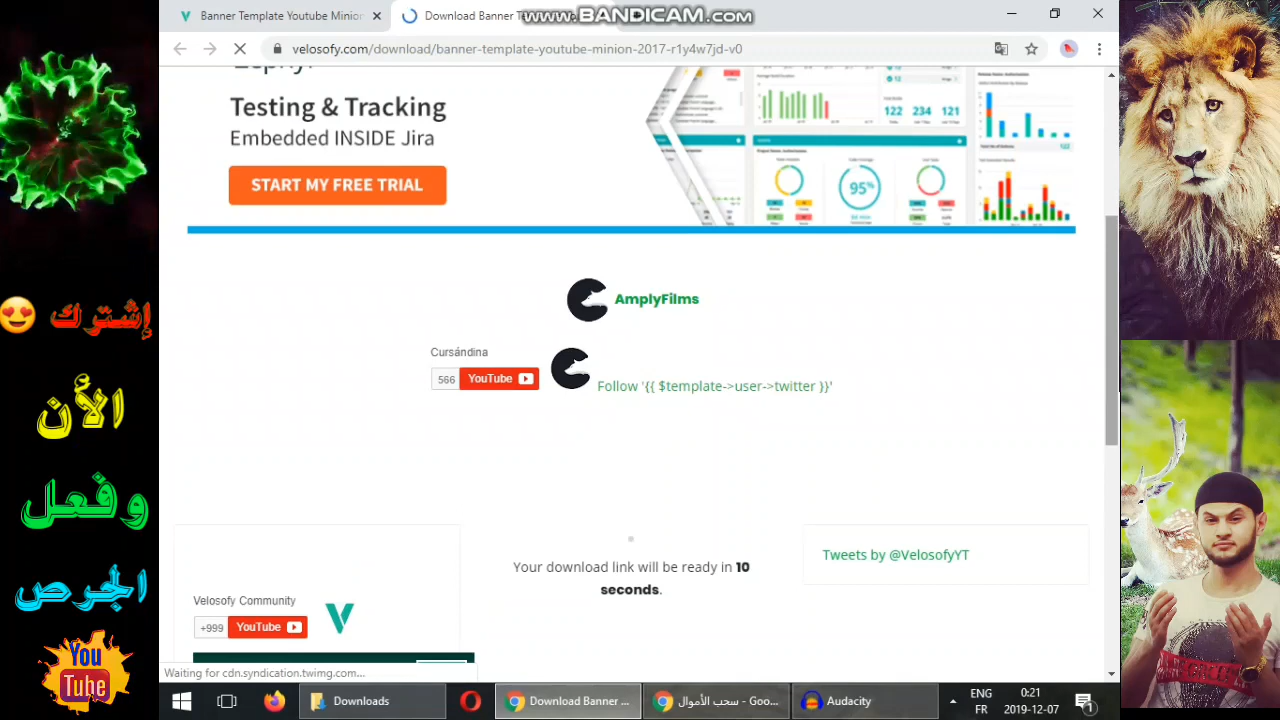 Banner Template Youtube Minion
Download Banner T
www.BANDICAM.com
velosofy.com/download/banner-template-youtube-minion-2017-r1y4w7jd-v0
Testing & Tracking
Embedded INSIDE Jira
START MY FREE TRIAL
122 234 121
122
95%
AmplyFilms
Cursándina
566 YouTube
Follow '{{ $template->user->twitter }}'
Your download link will be ready in 10
seconds.
Tweets by @VelosofyYT
Velosofy Community
+999 YouTube
Waiting for cdn.syndication.twimg.com...
إشترك
الأن
وفعل
الجرص
You
Tube
Downloads
Download Banner ...
سحب الأموال - Goo...
Audacity
ENG
FR
0:21
2019-12-07
1